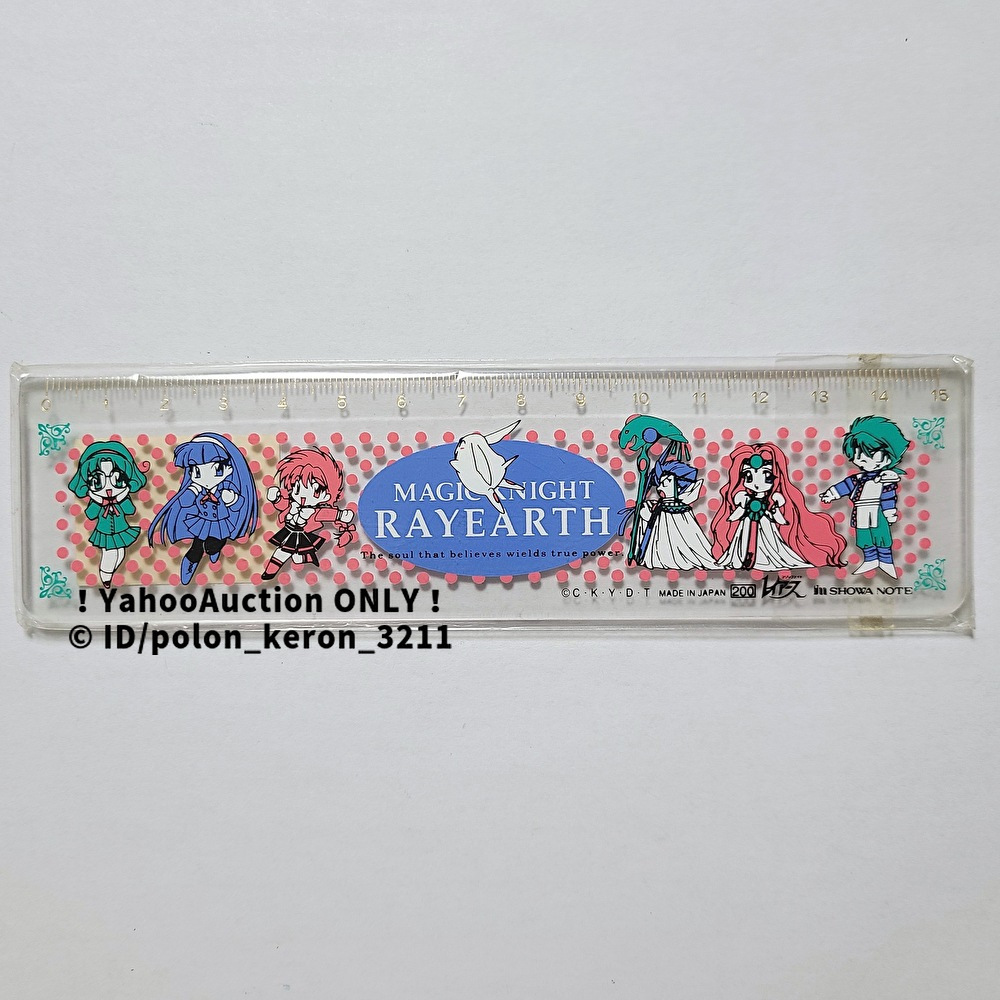 0 1 2 3 4 5 6 7 8 9 10 11 12 13 14 15
MAGIC KNIGHT
RAYEARTH
The soul that believes wields true power.
©C・K・Y・D・T MADE IN JAPAN 200 レイアース SHOWA NOTE
! YahooAuction ONLY !
© ID/polon_keron_3211